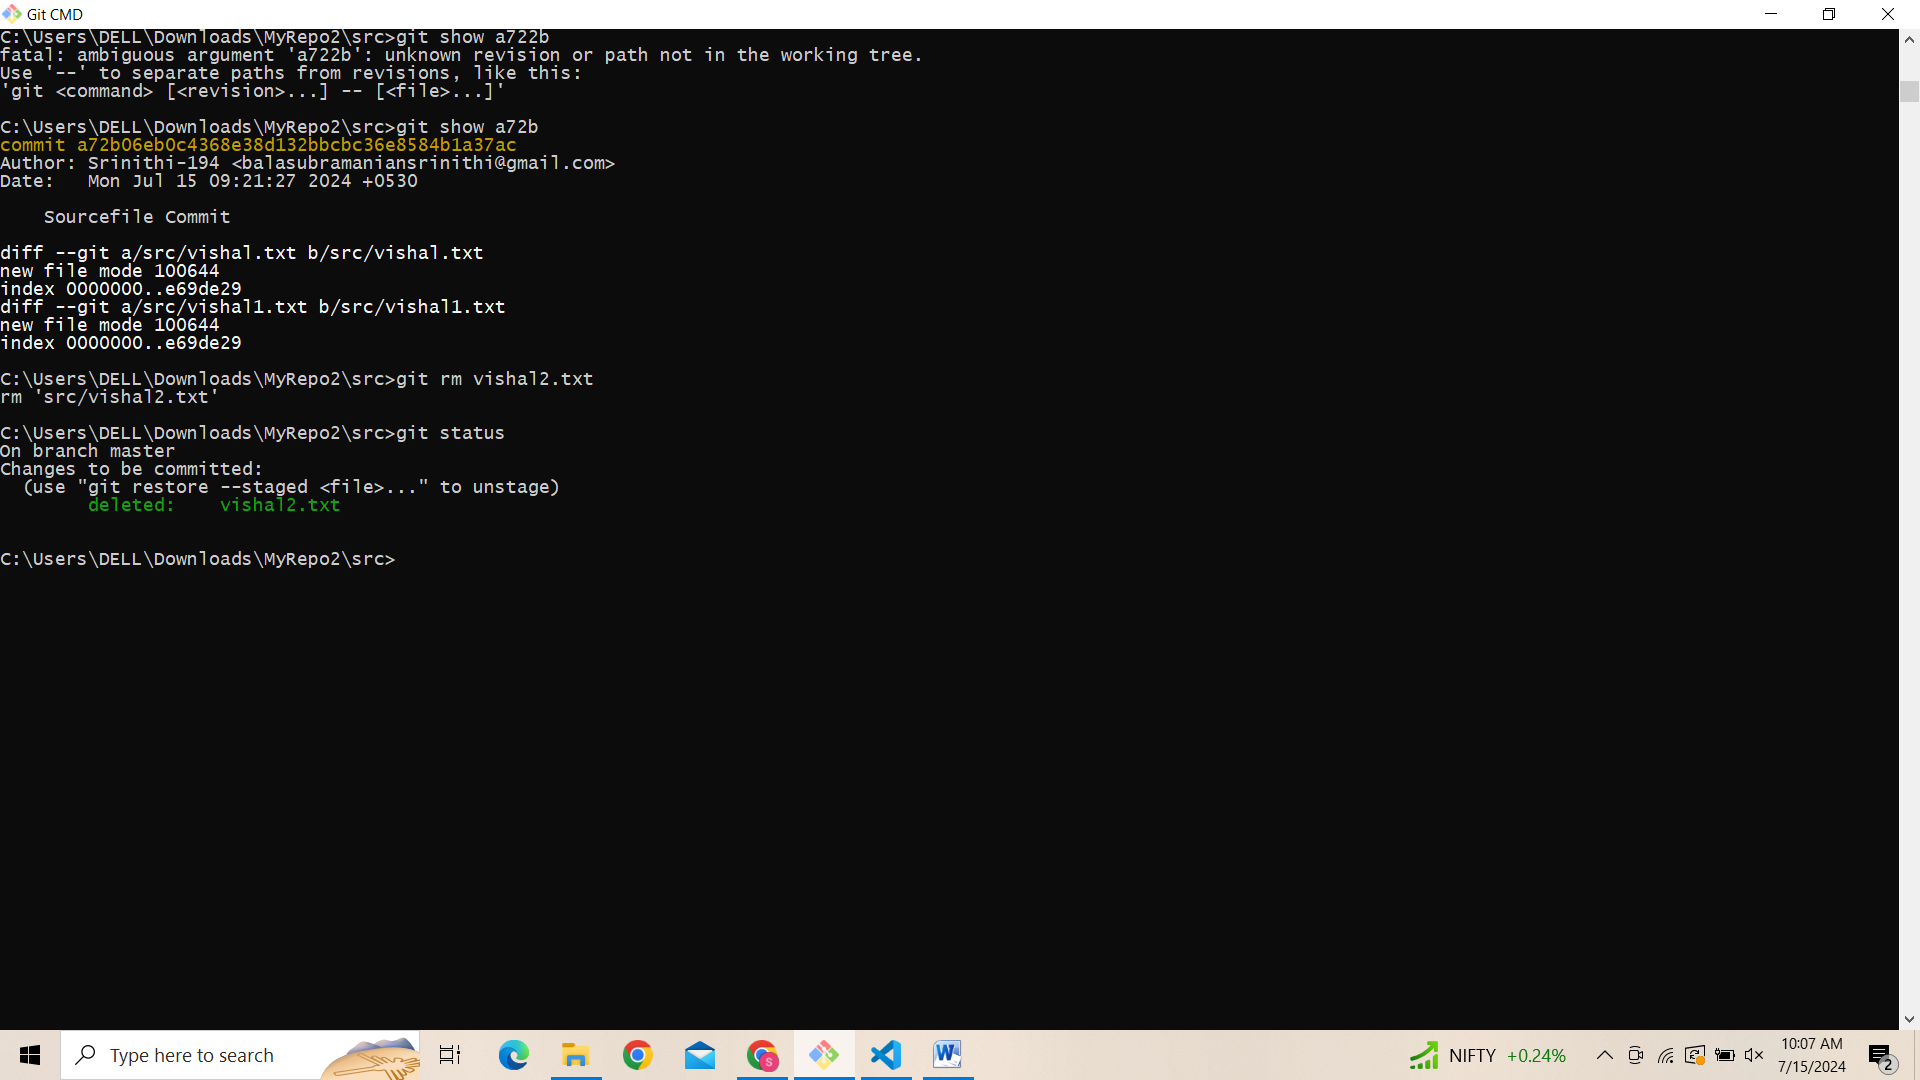 Git CMD
C:\Users\DELL\Downloads\MyRepo2\src>git show a722b
fatal: ambiguous argument 'a722b': unknown revision or path not in the working tree.
Use '--' to separate paths from revisions, like this:
'git <command> [<revision>...] -- [<file>...]'
C:\Users\DELL\Downloads\MyRepo2\src>git show a72b
commit a72b06eb0c4368e38d132bbcbc36e8584b1a37ac
Author: Srinithi-194 <balasubramaniansrinithi@gmail.com>
Date:   Mon Jul 15 09:21:27 2024 +0530
    Sourcefile Commit
diff --git a/src/vishal.txt b/src/vishal.txt
new file mode 100644
index 0000000..e69de29
diff --git a/src/vishal1.txt b/src/vishal1.txt
new file mode 100644
index 0000000..e69de29
C:\Users\DELL\Downloads\MyRepo2\src>git rm vishal2.txt
rm 'src/vishal2.txt'
C:\Users\DELL\Downloads\MyRepo2\src>git status
On branch master
Changes to be committed:
  (use "git restore --staged <file>..." to unstage)
        deleted:    vishal2.txt
C:\Users\DELL\Downloads\MyRepo2\src>
Type here to search
S
W
NIFTY +0.24%
10:07 AM
7/15/2024
2